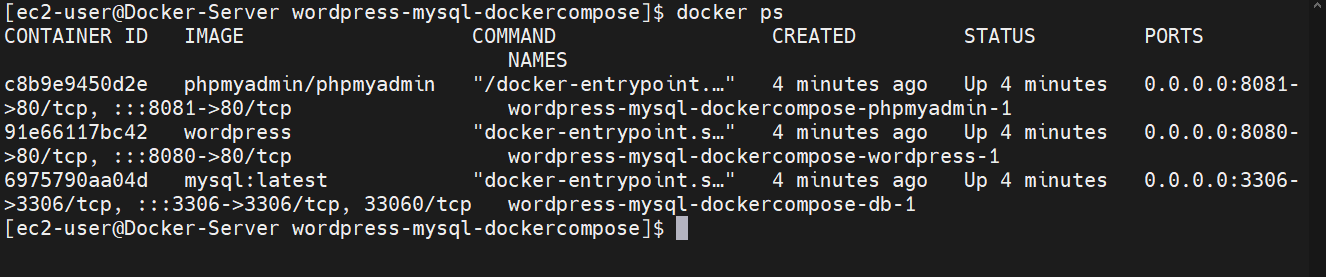 [ec2-user@Docker-Server wordpress-mysql-dockercompose]$ docker ps
CONTAINER ID   IMAGE                   COMMAND                  CREATED         STATUS         PORTS
                                          NAMES
c8b9e9450d2e   phpmyadmin/phpmyadmin   "/docker-entrypoint.…"   4 minutes ago   Up 4 minutes   0.0.0.0:8081-
>80/tcp, :::8081->80/tcp                  wordpress-mysql-dockercompose-phpmyadmin-1
91e66117bc42   wordpress               "docker-entrypoint.s…"   4 minutes ago   Up 4 minutes   0.0.0.0:8080-
>80/tcp, :::8080->80/tcp                  wordpress-mysql-dockercompose-wordpress-1
6975790aa04d   mysql:latest            "docker-entrypoint.s…"   4 minutes ago   Up 4 minutes   0.0.0.0:3306-
>3306/tcp, :::3306->3306/tcp, 33060/tcp   wordpress-mysql-dockercompose-db-1
[ec2-user@Docker-Server wordpress-mysql-dockercompose]$